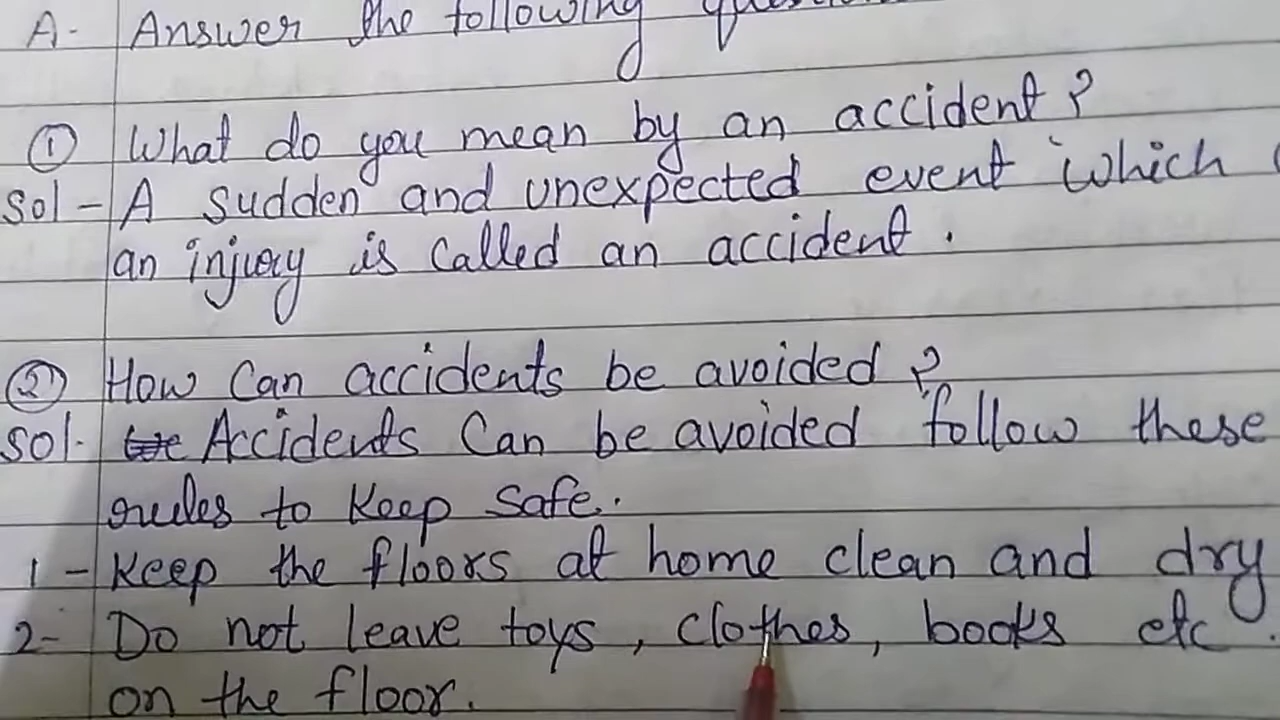 A- Answer the following
① What do you mean by an accident?
Sol- A sudden and unexpected event which
an injury is called an accident.
② How Can accidents be avoided?
Sol. Accidents Can be avoided follow these
rules to Keep safe.
1- Keep the floors at home clean and dry
2- Do not leave toys, clothes, books etc.
on the floor.